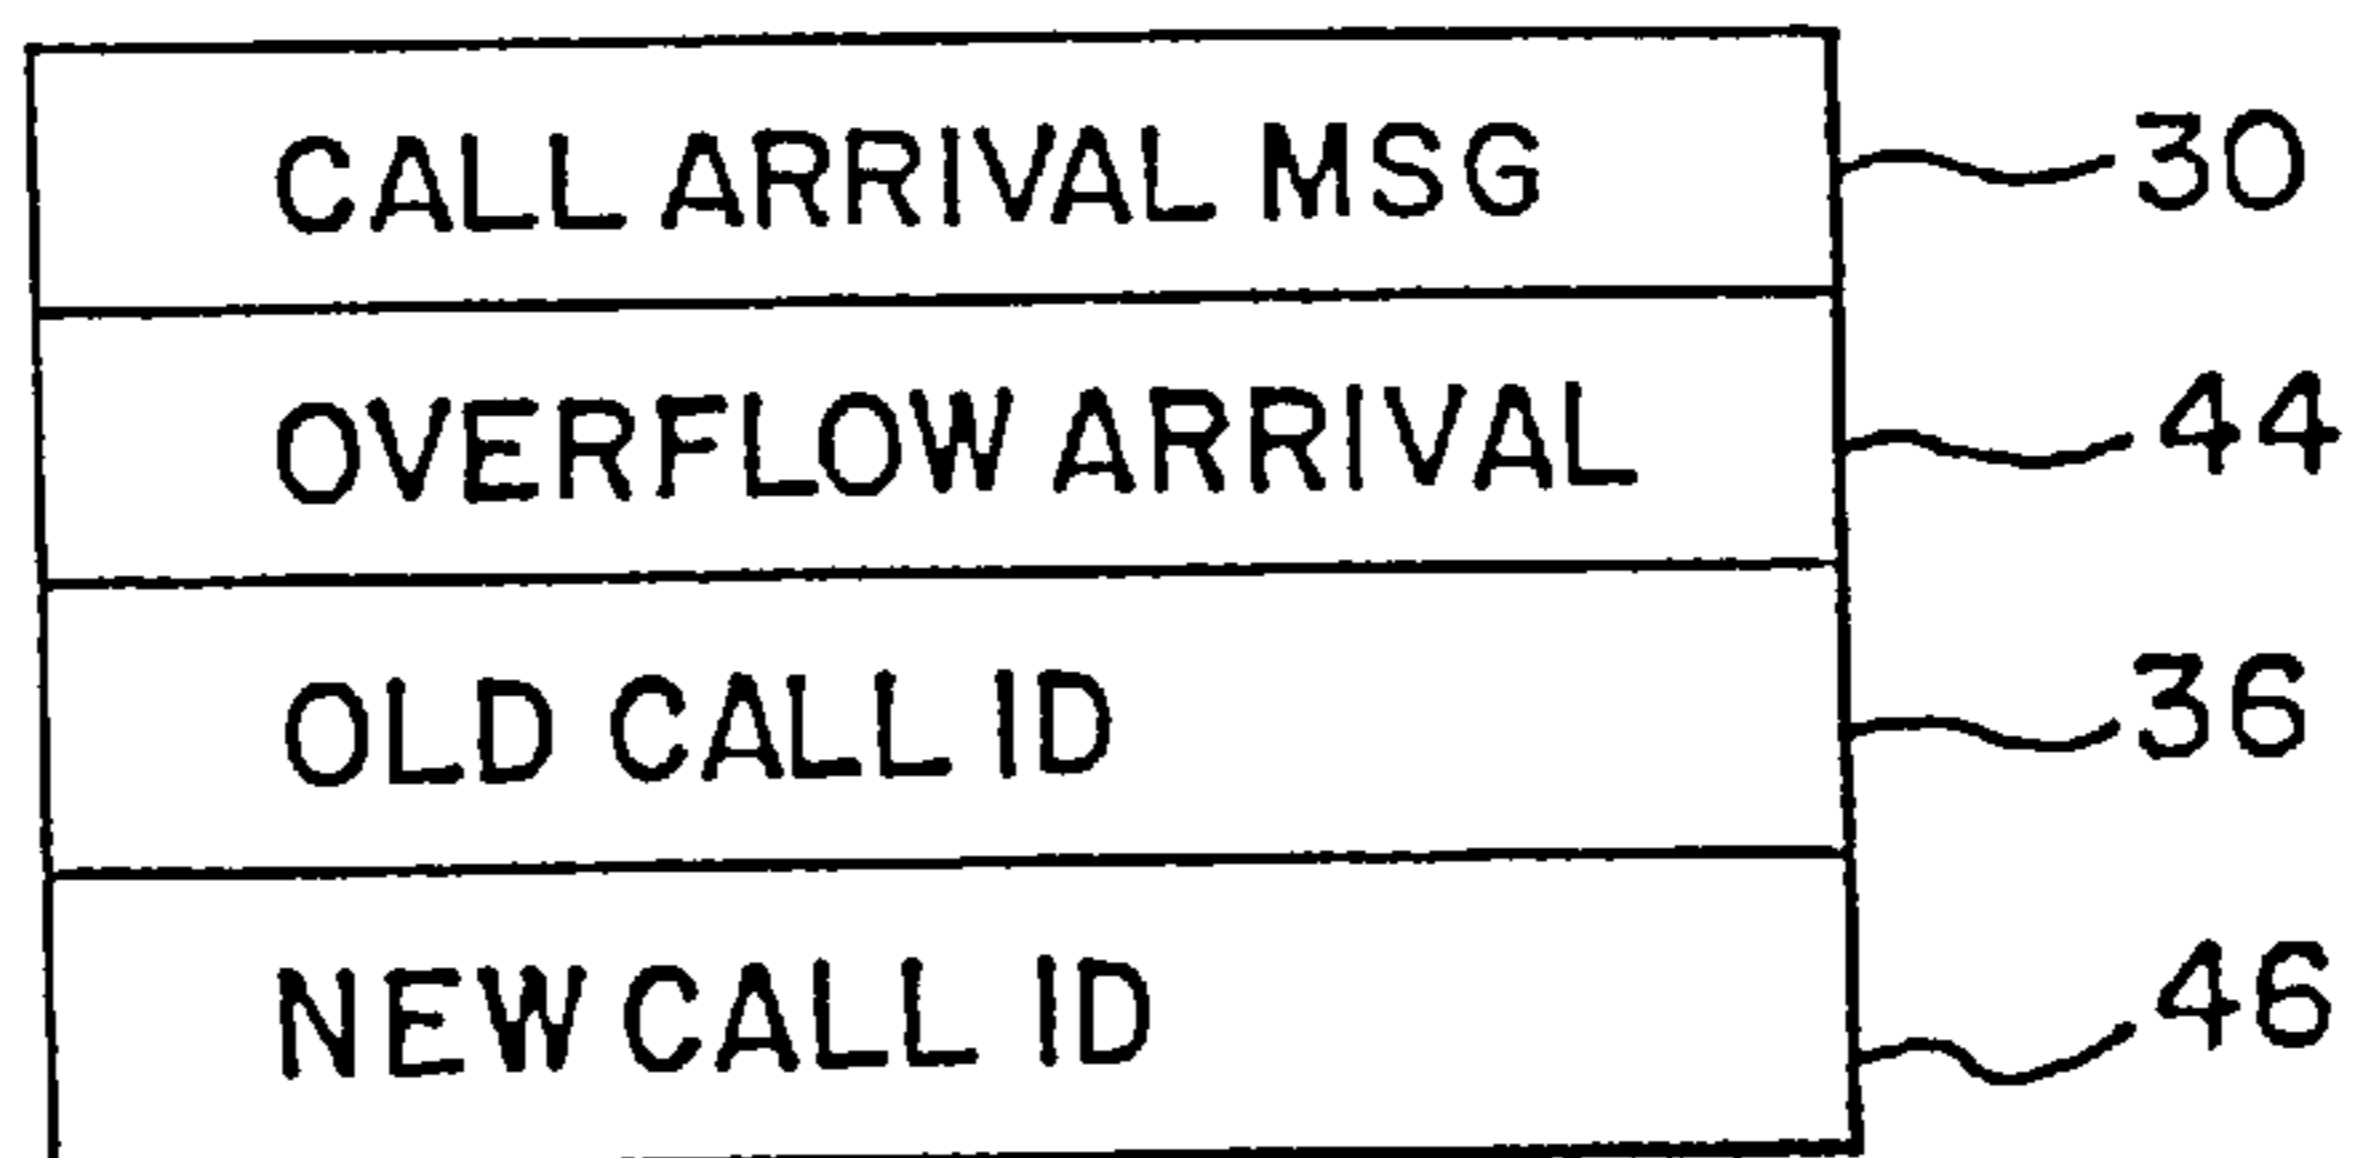 CALL ARRIVAL MSG 30
OVERFLOW ARRIVAL 44
OLD CALL ID 36
NEW CALL ID 46